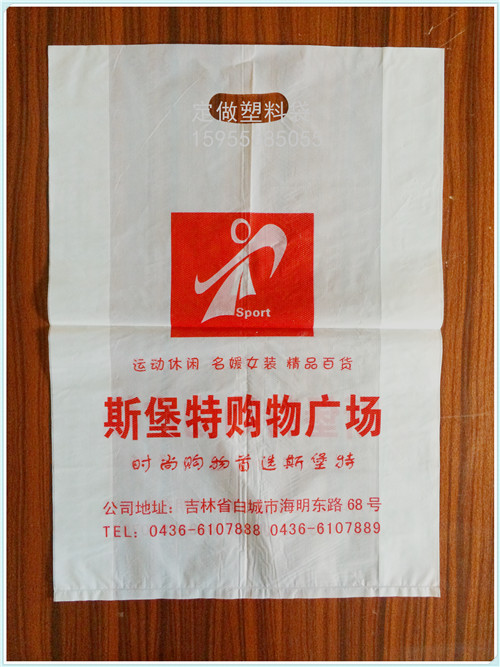 定做塑料袋
Sport
运动休闲 名媛女装 精品百货
斯堡特购物广场
时尚购物首选斯堡特
公司地址：吉林省白城市海明东路 68 号
TEL：0436-6107838 0436-6107889